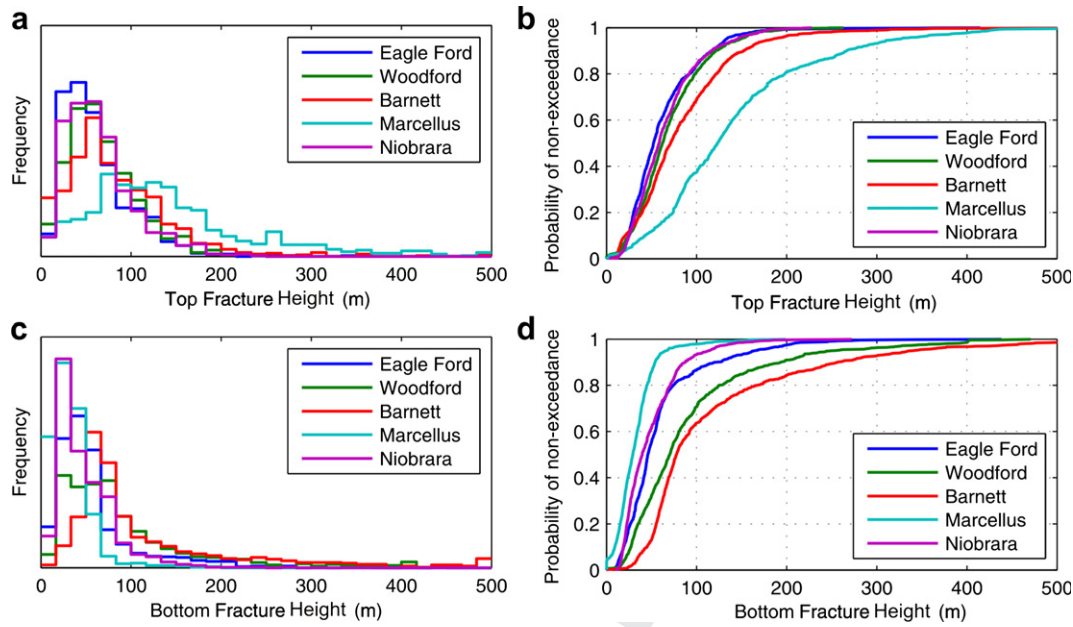 a
Frequency
Eagle Ford
Woodford
Barnett
Marcellus
Niobrara
0 100 200 300 400 500
Top Fracture Height (m)
b
Probability of non-exceedance
1
0.8
0.6
0.4
0.2
0
Eagle Ford
Woodford
Barnett
Marcellus
Niobrara
0 100 200 300 400 500
Top Fracture Height (m)
c
Frequency
Eagle Ford
Woodford
Barnett
Marcellus
Niobrara
0 100 200 300 400 500
Bottom Fracture Height (m)
d
Probability of non-exceedance
1
0.8
0.6
0.4
0.2
0
Eagle Ford
Woodford
Barnett
Marcellus
Niobrara
0 100 200 300 400 500
Bottom Fracture Height (m)